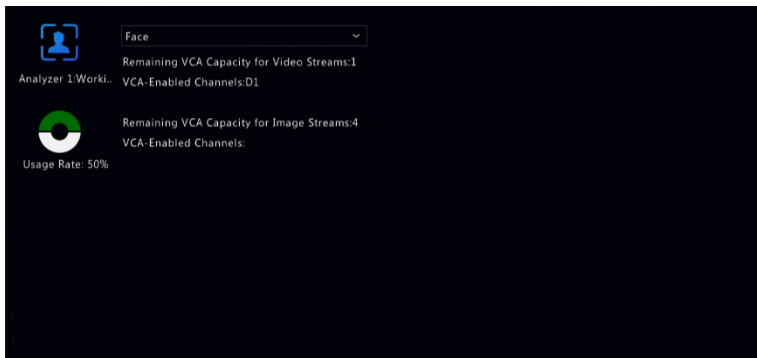 Face
Remaining VCA Capacity for Video Streams:1
Analyzer 1:Worki..
VCA-Enabled Channels:D1
Remaining VCA Capacity for Image Streams:4
VCA-Enabled Channels:
Usage Rate: 50%